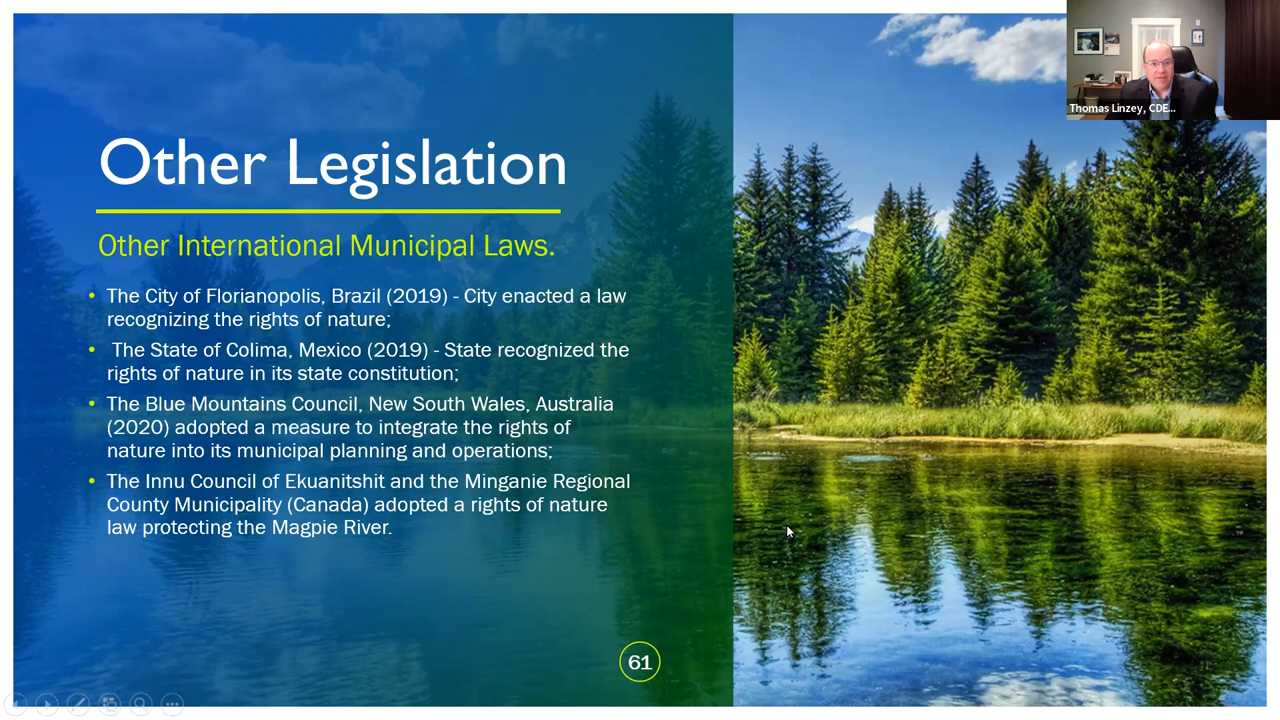 Thomas Linzey, CDE...
Other Legislation
Other International Municipal Laws.
• The City of Florianopolis, Brazil (2019) - City enacted a law
recognizing the rights of nature;
• The State of Colima, Mexico (2019) - State recognized the
rights of nature in its state constitution;
• The Blue Mountains Council, New South Wales, Australia
(2020) adopted a measure to integrate the rights of
nature into its municipal planning and operations;
• The Innu Council of Ekuanitshit and the Minganie Regional
County Municipality (Canada) adopted a rights of nature
law protecting the Magpie River.
61